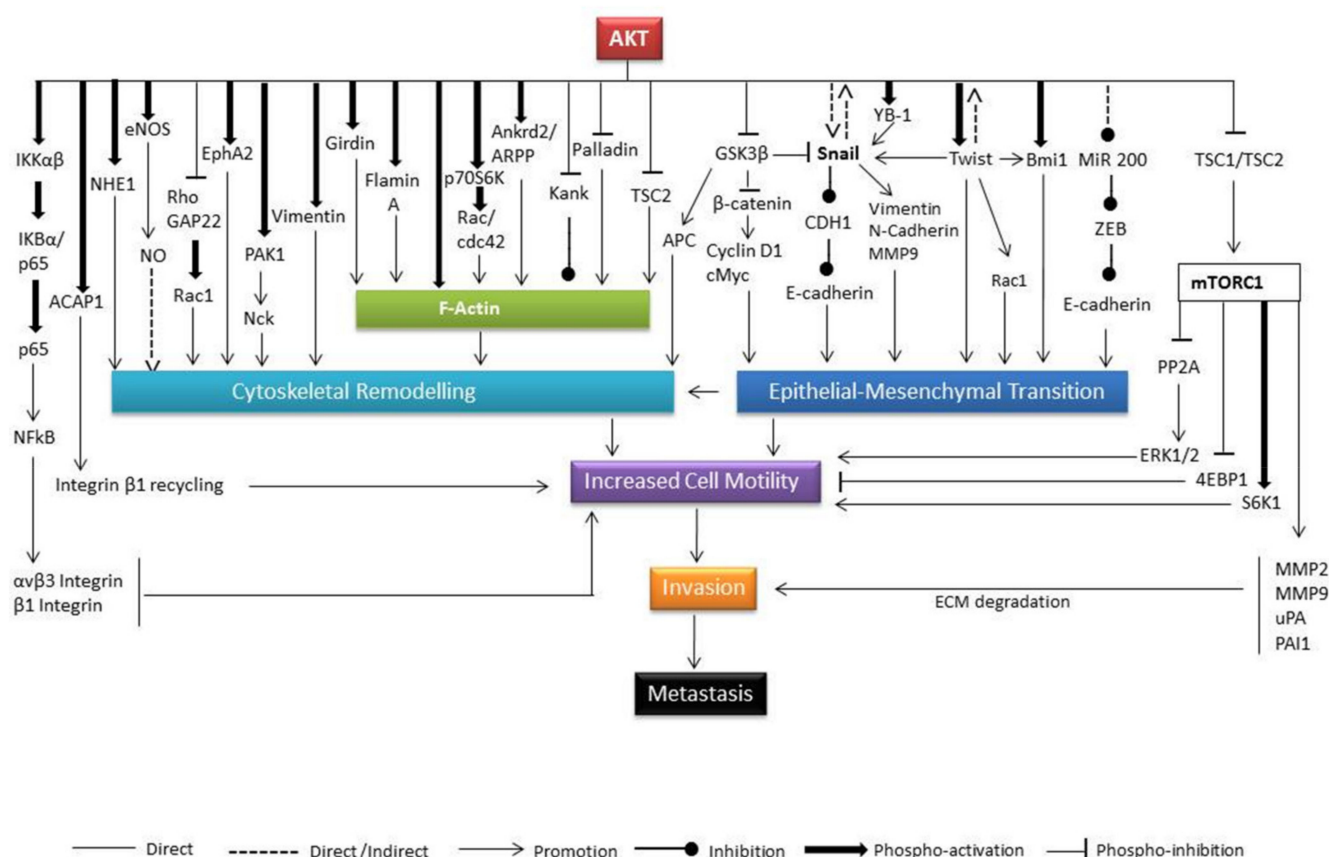 AKT
IKKαβ
IKBα/
p65
p65
NFkB
αvβ3 Integrin
β1 Integrin
ACAP1
Integrin β1 recycling
NHE1
eNOS
NO
Rho
GAP22
Rac1
EphA2
PAK1
Nck
Vimentin
Girdin
Flamin
A
p70S6K
Rac/
cdc42
Ankrd2/
ARPP
Kank
Palladin
TSC2
F-Actin
APC
GSK3β
β-catenin
Cyclin D1
cMyc
Snail
CDH1
E-cadherin
YB-1
Vimentin
N-Cadherin
MMP9
Twist
Rac1
Bmi1
MiR 200
ZEB
E-cadherin
TSC1/TSC2
mTORC1
PP2A
ERK1/2
4EBP1
S6K1
MMP2
MMP9
uPA
PAI1
Cytoskeletal Remodelling
Epithelial-Mesenchymal Transition
Increased Cell Motility
Invasion
ECM degradation
Metastasis
Direct
Direct/Indirect
Promotion
Inhibition
Phospho-activation
Phospho-inhibition